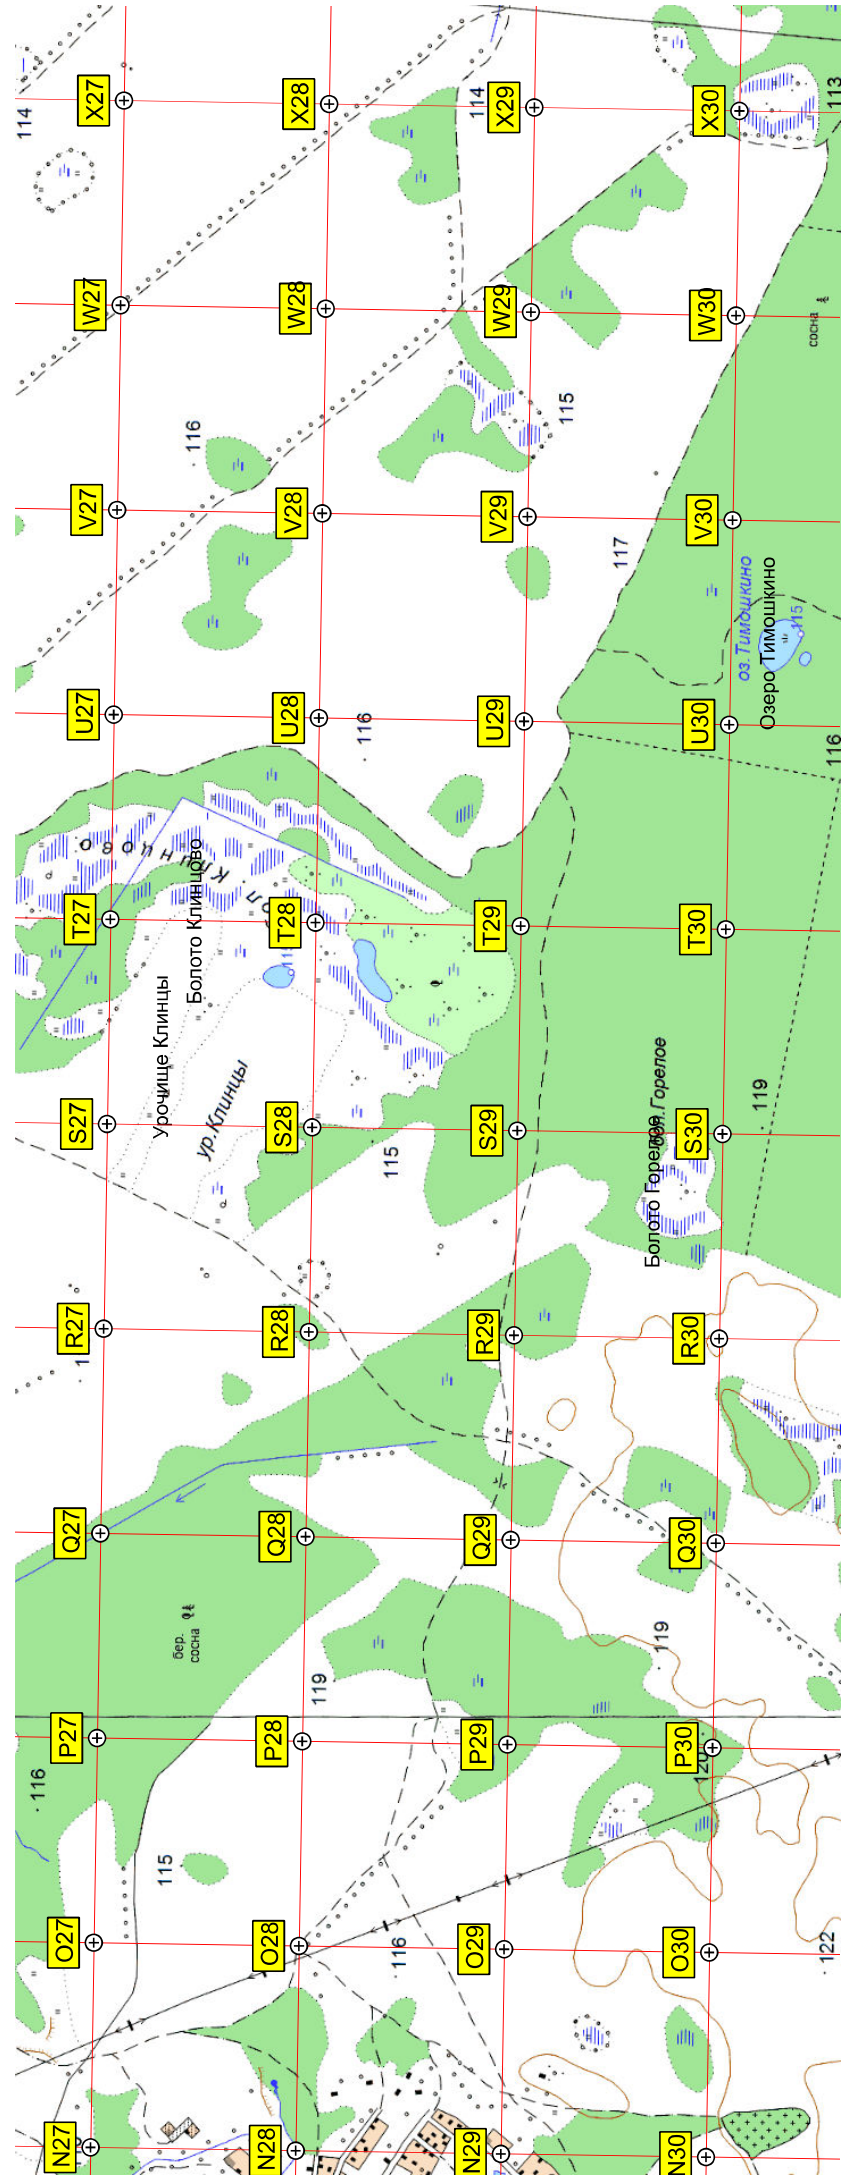 114
X27
X28
114
X29
X30
113
W27
W28
W29
W30
сосна
116
115
V27
V28
V29
V30
117
оз. Тимошкино
115
Озеро Тимошкино
U27
U28
116
U29
U30
116
Клинцово
Болото Клинцово
T27
T28
T29
T30
Урочище Клинцы
ур.Клинцы
S27
S28
115
S29
бол.Горелое
Болото Горелое
S30
119
R27
R28
R29
R30
Q27
Q28
Q29
Q30
бер.
сосна
119
119
P27
P28
P29
P30
120
116
115
O27
O28
116
O29
O30
122
N27
N28
N29
N30